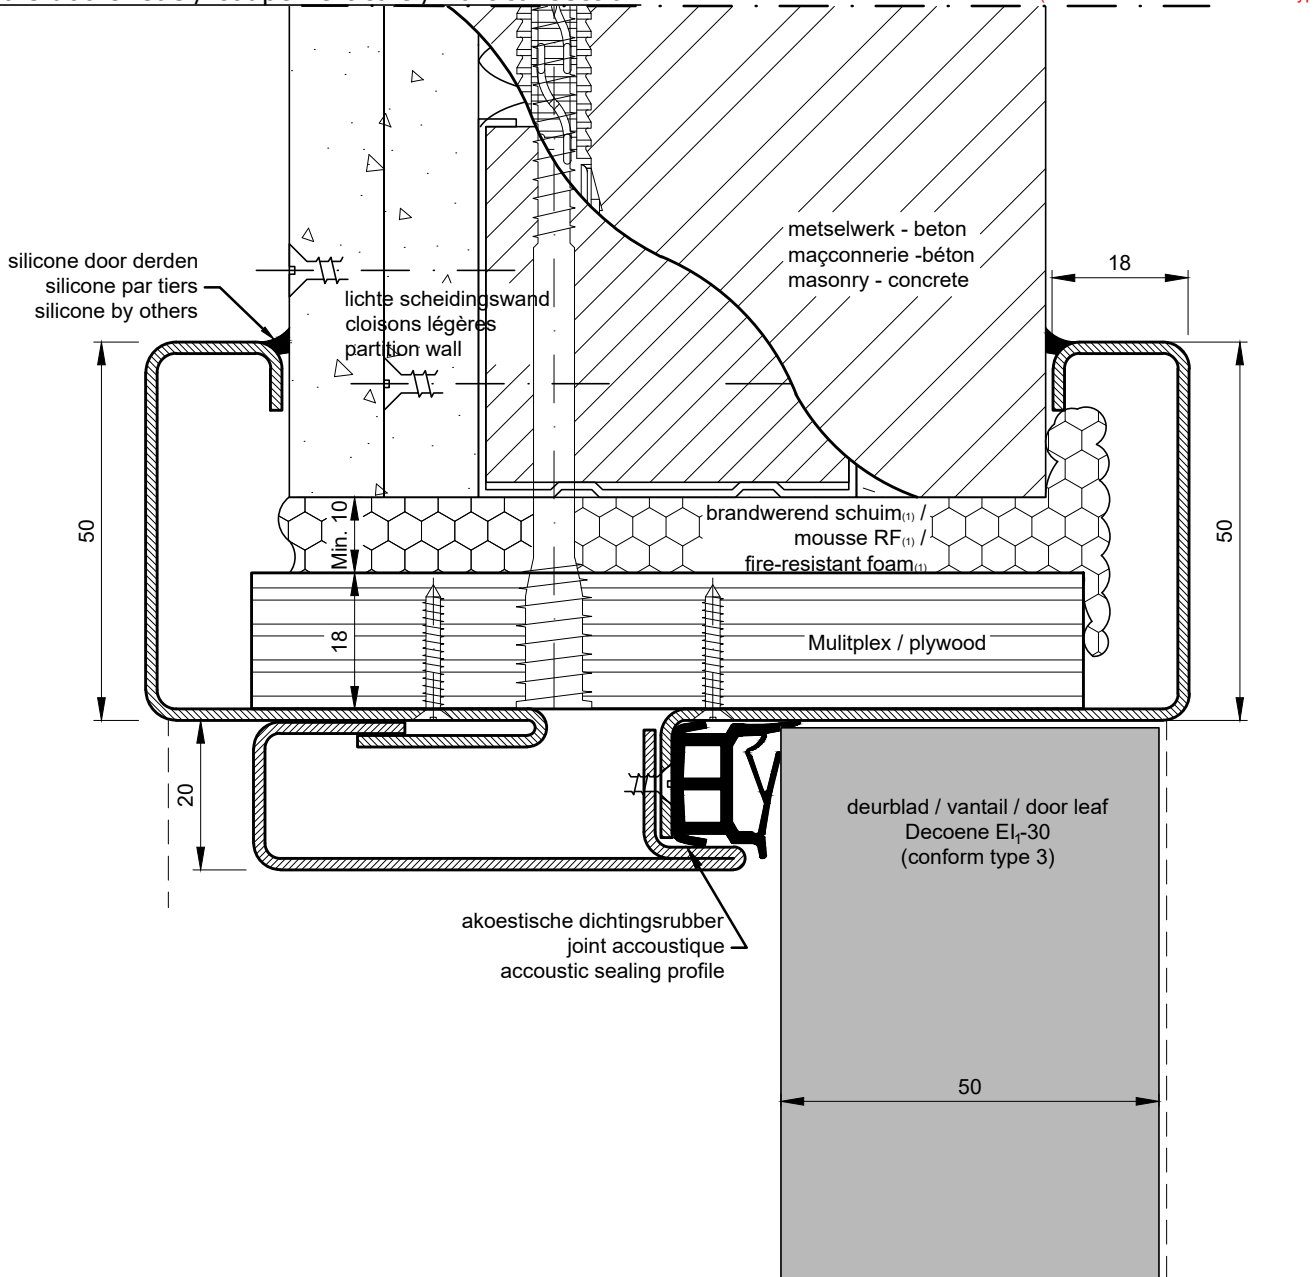 silicone door derden
silicone par tiers
silicone by others
metselwerk - beton
maçconnerie -béton
masonry - concrete
18
lichte scheidingswand
cloisons légères
partition wall
50
Min. 10
brandwerend schuim(1) /
mousse RF(1) /
fire-resistant foam(1)
50
18
Mulitplex / plywood
20
deurblad / vantail / door leaf
Decoene EI1-30
(conform type 3)
akoestische dichtingsrubber
joint accoustique
accoustic sealing profile
50